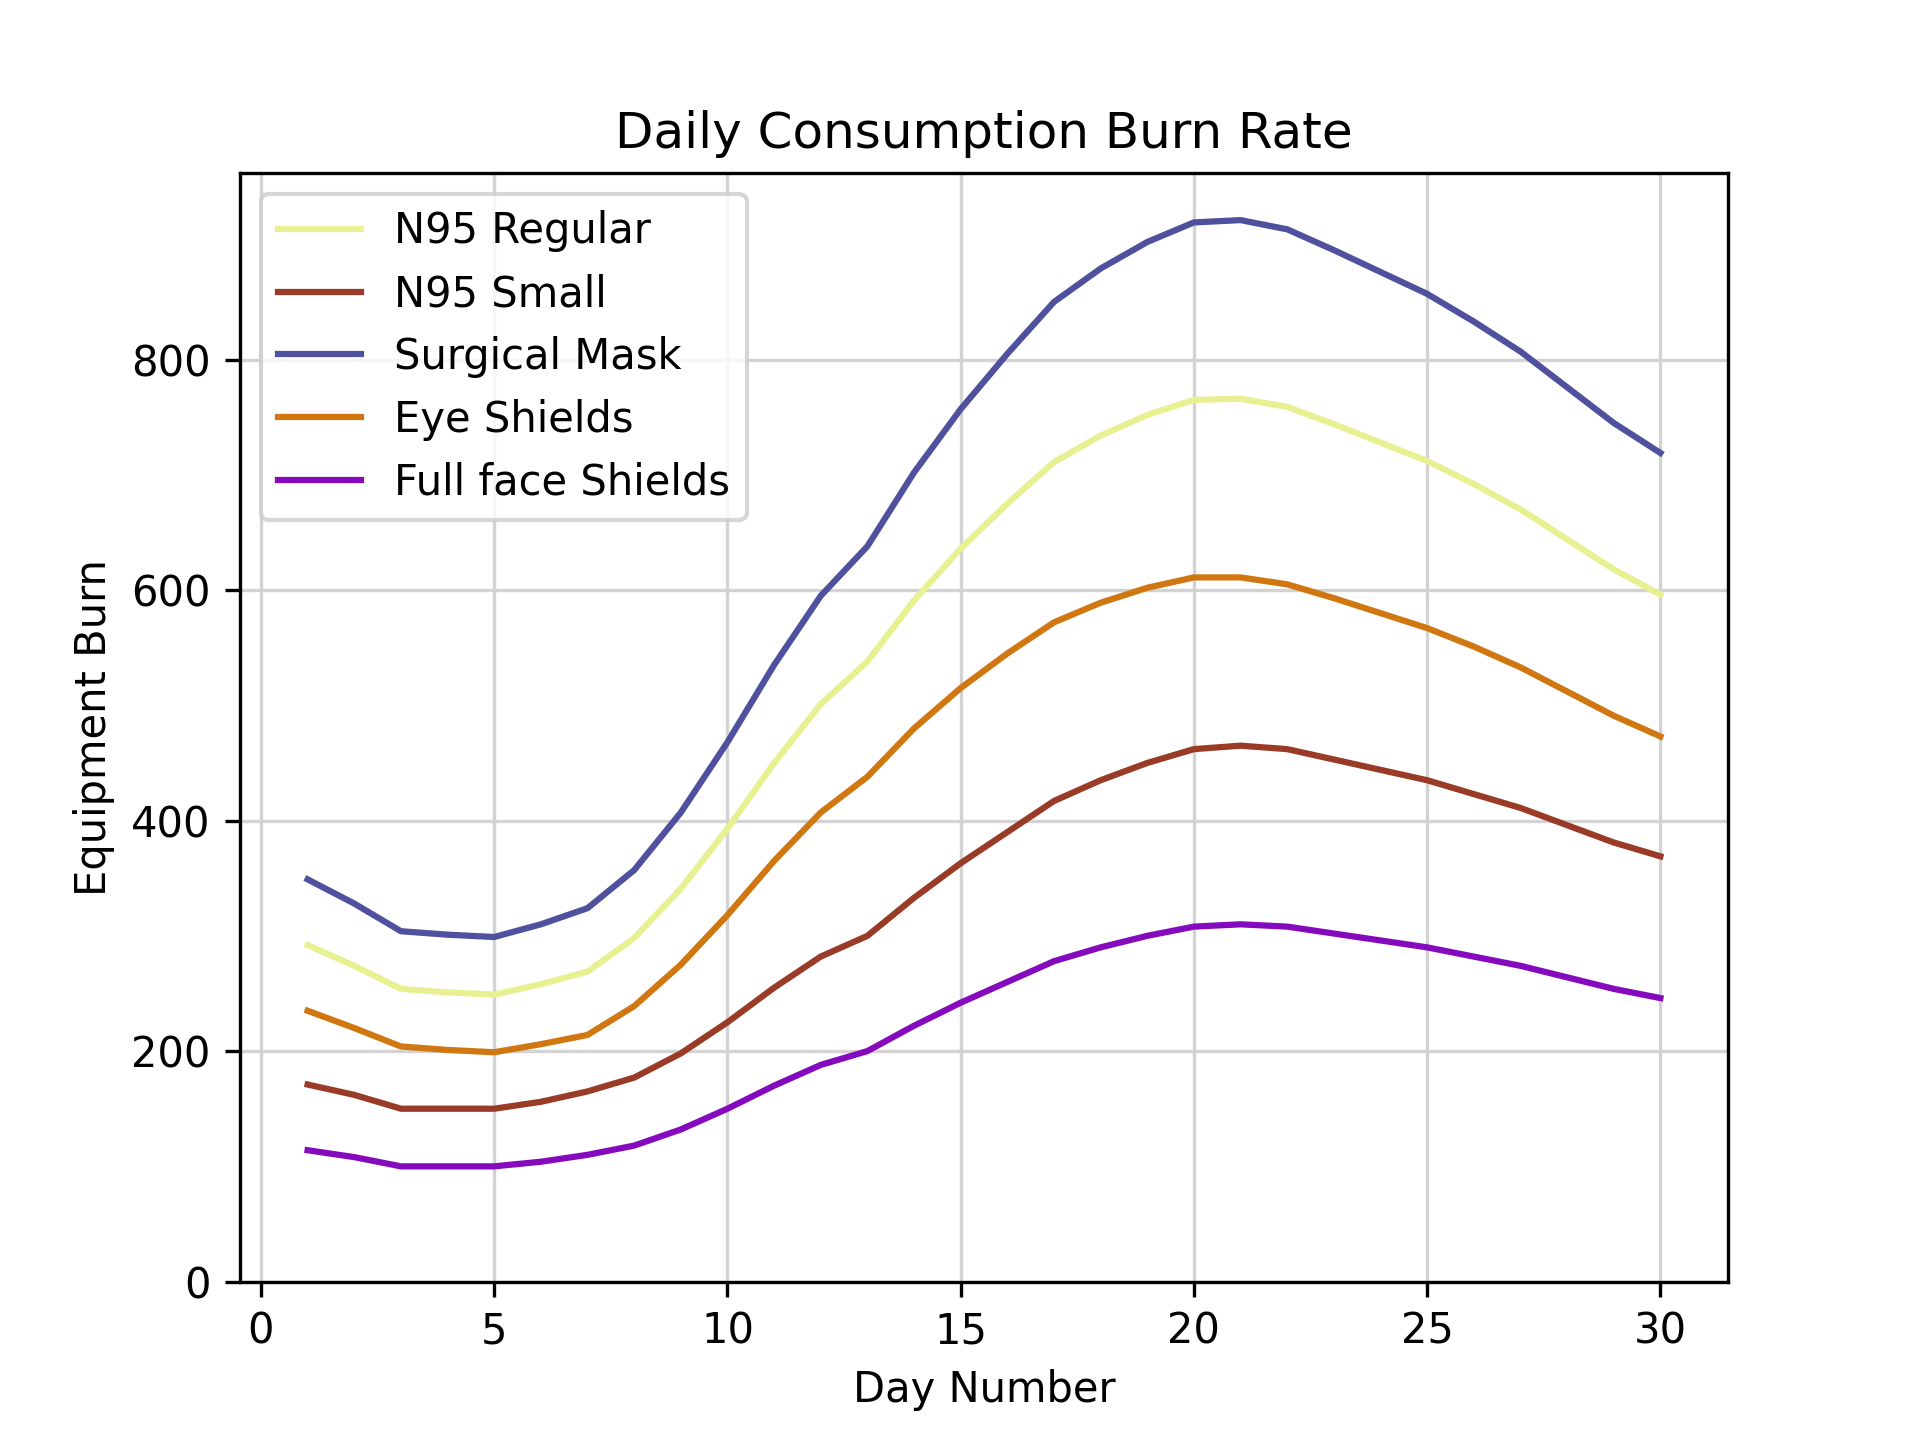 Daily Consumption Burn Rate
N95 Regular
N95 Small
Surgical Mask
Eye Shields
Full face Shields
Equipment Burn
800
600
400
200
0
0 5 10 15 20 25 30
Day Number